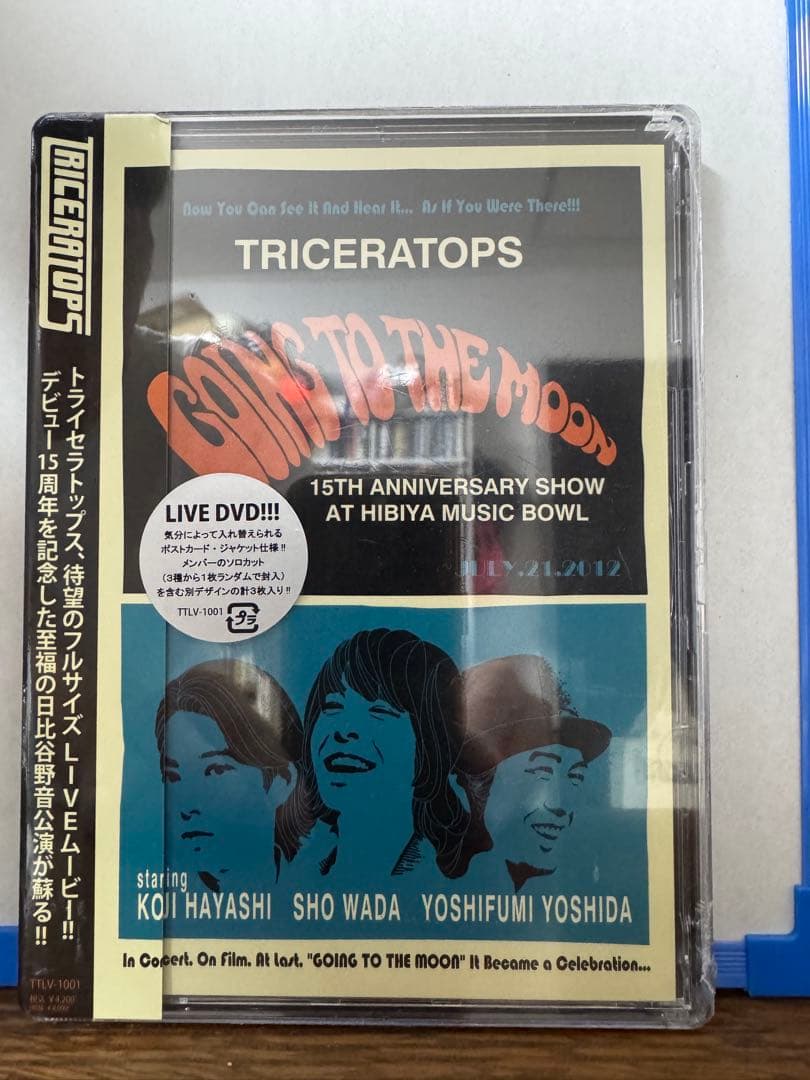 TRICERATOPS
トライセラトップス、待望のフルサイズLIVEムービー!!
デビュー15周年を記念した至福の日比谷野音公演が蘇る!!
TTLV-1001
税込 ¥4,200
Now You Can See It And Hear It... As If You Were There!!!
TRICERATOPS
GOING TO THE MOON
15TH ANNIVERSARY SHOW
AT HIBIYA MUSIC BOWL
JULY.21.2012
LIVE DVD!!!
気分によって入れ替えられる
ポストカード・ジャケット仕様!!
メンバーのソロカット
(3種から1枚ランダムで封入)
を含む別デザインの計3枚入り!!
TTLV-1001
プラ
starring
KOJI HAYASHI SHO WADA YOSHIFUMI YOSHIDA
In Concert. On Film. At Last. "GOING TO THE MOON" It Became a Celebration...